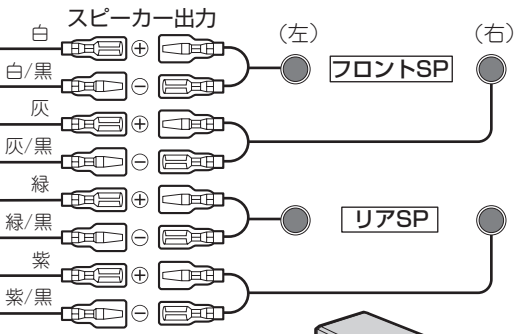 スピーカー出力
白 ⊕ (左) (右)
白/黒 ⊖ フロントSP
灰 ⊕
灰/黒 ⊖
緑 ⊕
緑/黒 ⊖ リアSP
紫 ⊕
紫/黒 ⊖